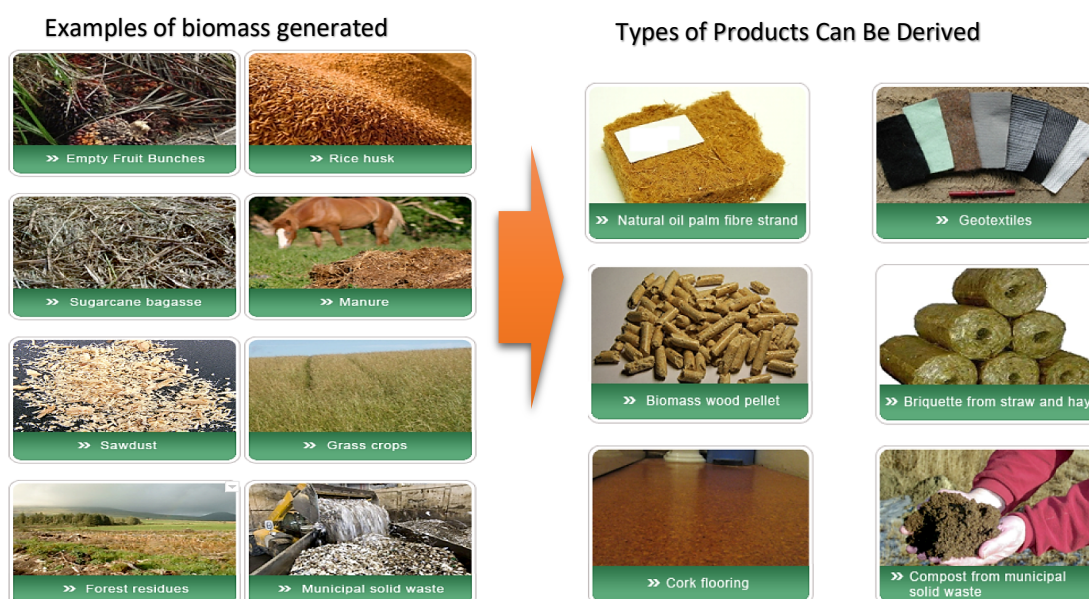 Examples of biomass generated
Types of Products Can Be Derived
» Empty Fruit Bunches
» Rice husk
» Natural oil palm fibre strand
» Geotextiles
» Sugarcane bagasse
» Manure
» Biomass wood pellet
» Briquette from straw and hay
» Sawdust
» Grass crops
» Forest residues
» Municipal solid waste
» Cork flooring
» Compost from municipal
solid waste